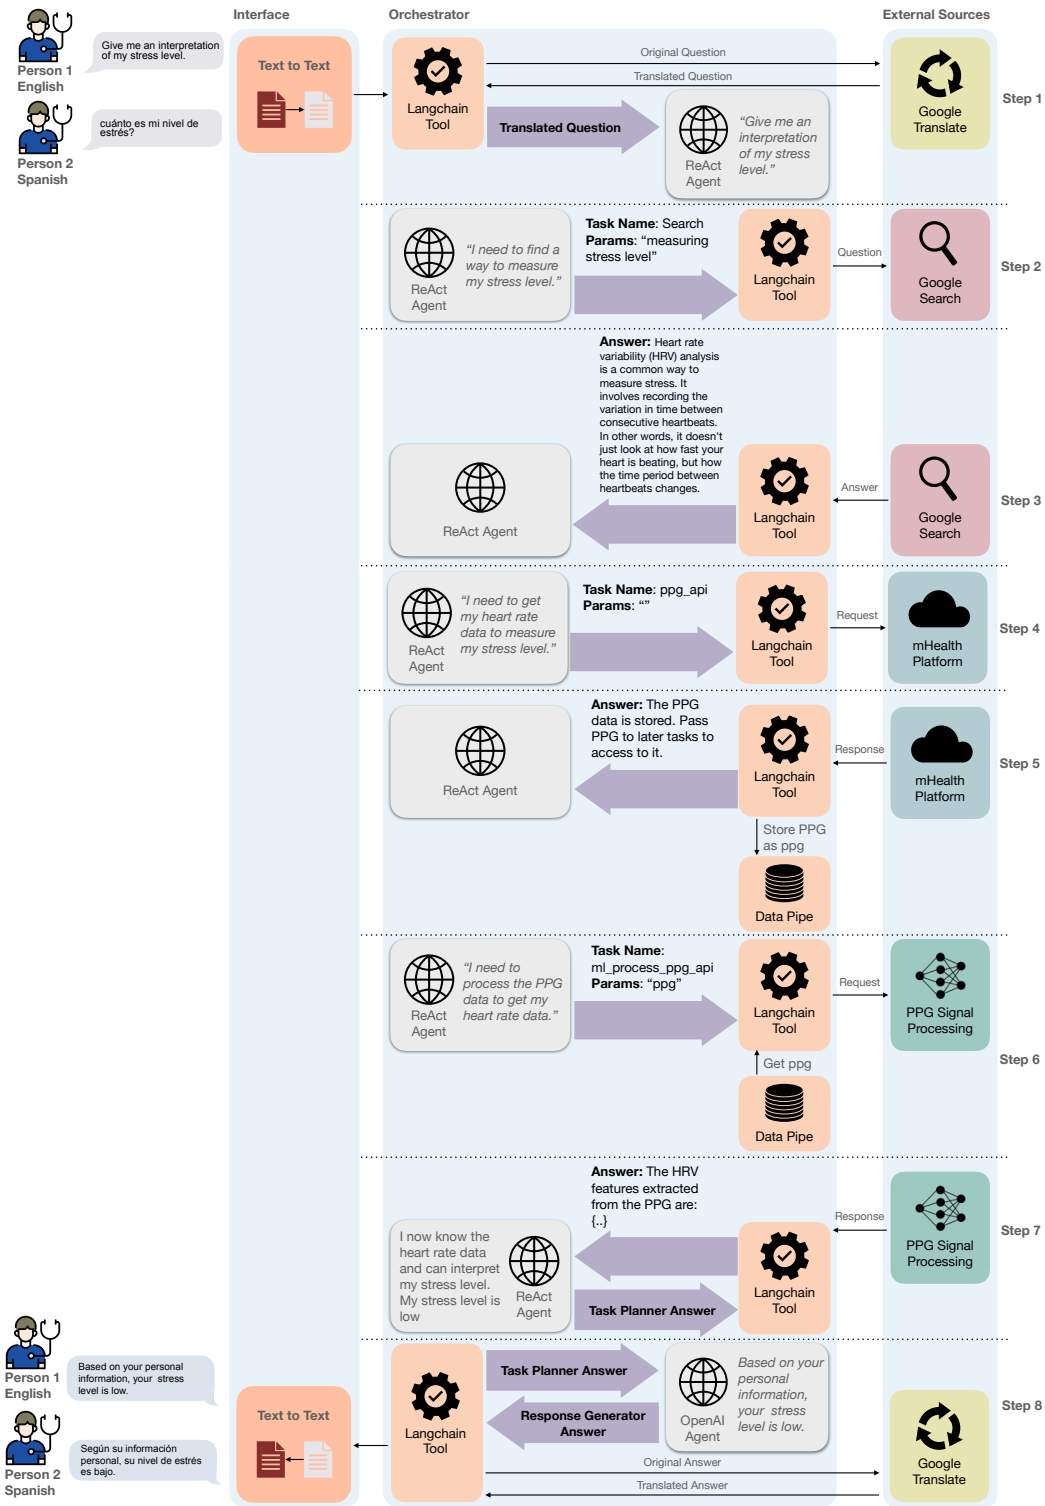 Interface
Orchestrator
External Sources
Person 1
English
Give me an interpretation
of my stress level.
Person 2
Spanish
cuánto es mi nivel de
estrés?
Text to Text
Langchain
Tool
Original Question
Translated Question
Translated Question
ReAct
Agent
“Give me an
interpretation
of my stress
level.”
Google
Translate
Step 1
ReAct
Agent
“I need to find a
way to measure
my stress level.”
Task Name: Search
Params: “measuring
stress level”
Langchain
Tool
Question
Google
Search
Step 2
Answer: Heart rate
variability (HRV) analysis
is a common way to
measure stress. It
involves recording the
variation in time between
consecutive heartbeats.
In other words, it doesn't
just look at how fast your
heart is beating, but how
the time period between
heartbeats changes.
ReAct Agent
Langchain
Tool
Answer
Google
Search
Step 3
ReAct
Agent
“I need to get
my heart rate
data to measure
my stress level.”
Task Name: ppg_api
Params: “”
Langchain
Tool
Request
mHealth
Platform
Step 4
ReAct Agent
Answer: The PPG
data is stored. Pass
PPG to later tasks to
access to it.
Langchain
Tool
Response
mHealth
Platform
Step 5
Store PPG
as ppg
Data Pipe
ReAct
Agent
“I need to
process the PPG
data to get my
heart rate data.”
Task Name:
ml_process_ppg_api
Params: “ppg”
Langchain
Tool
Request
PPG Signal
Processing
Step 6
Get ppg
Data Pipe
Answer: The HRV
features extracted
from the PPG are:
{..}
I now know the
heart rate data
and can interpret
my stress level.
My stress level is
low
ReAct
Agent
Task Planner Answer
Langchain
Tool
Response
PPG Signal
Processing
Step 7
Person 1
English
Based on your personal
information, your stress
level is low.
Person 2
Spanish
Según su información
personal, su nivel de estrés
es bajo.
Text to Text
Langchain
Tool
Task Planner Answer
Response Generator
Answer
OpenAI
Agent
Based on your
personal
information,
your stress
level is low.
Original Answer
Translated Answer
Google
Translate
Step 8